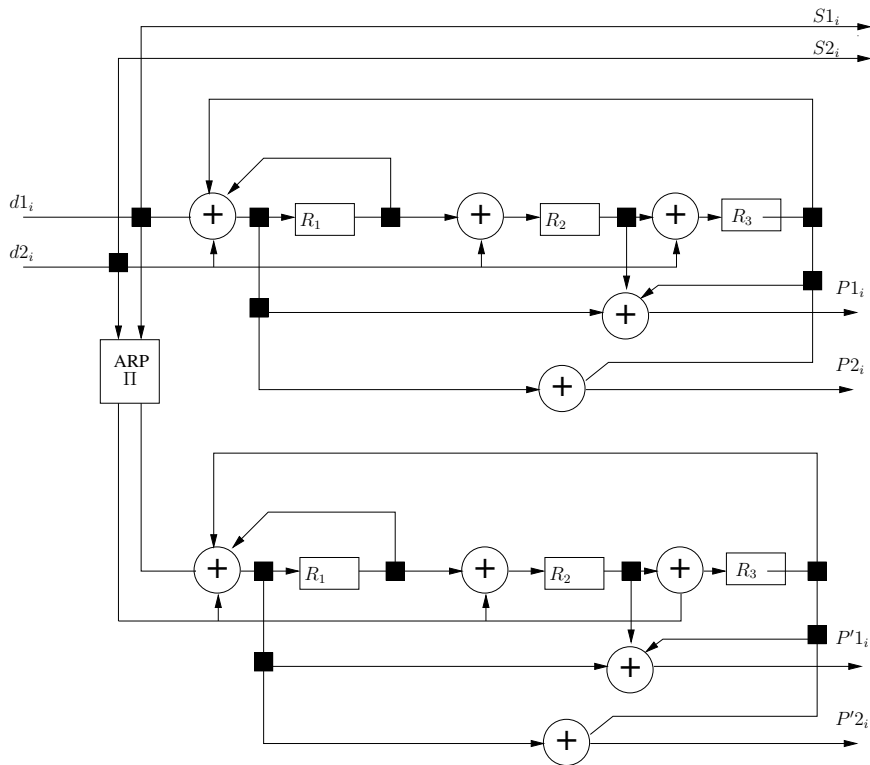 S1ᵢ
S2ᵢ
d1ᵢ
+
R₁
+
R₂
+
R₃
d2ᵢ
+
P1ᵢ
ARP
Π
+
P2ᵢ
+
R₁
+
R₂
+
R₃
+
P'1ᵢ
+
P'2ᵢ